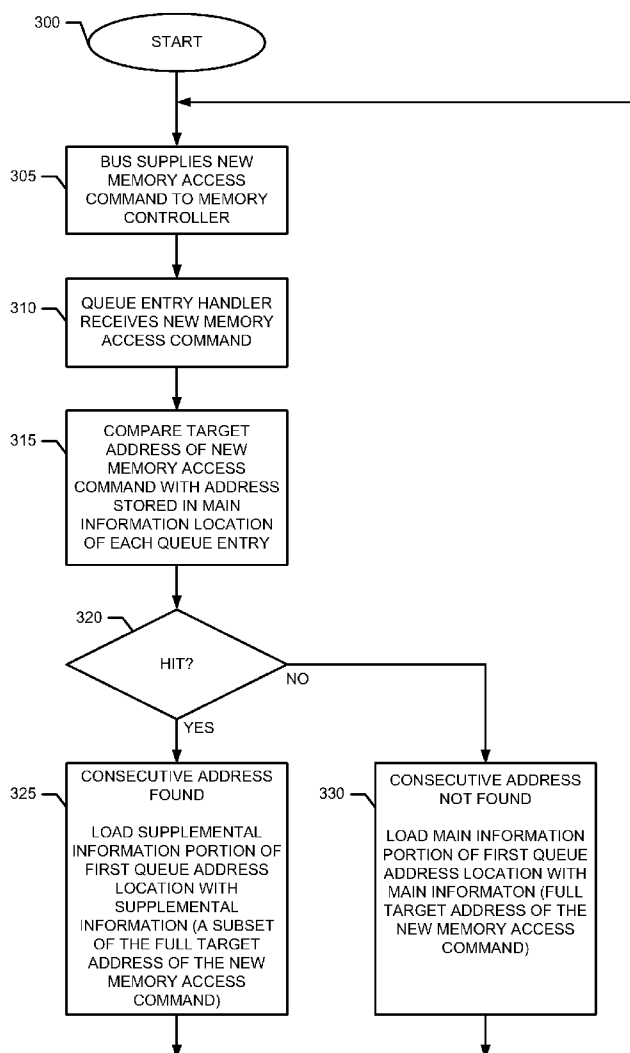 300
START
305
BUS SUPPLIES NEW
MEMORY ACCESS
COMMAND TO MEMORY
CONTROLLER
310
QUEUE ENTRY HANDLER
RECEIVES NEW MEMORY
ACCESS COMMAND
315
COMPARE TARGET
ADDRESS OF NEW
MEMORY ACCESS
COMMAND WITH ADDRESS
STORED IN MAIN
INFORMATION LOCATION
OF EACH QUEUE ENTRY
320
HIT?
NO
YES
325
CONSECUTIVE ADDRESS
FOUND
LOAD SUPPLEMENTAL
INFORMATION PORTION OF
FIRST QUEUE ADDRESS
LOCATION WITH
SUPPLEMENTAL
INFORMATION (A SUBSET
OF THE FULL TARGET
ADDRESS OF THE NEW
MEMORY ACCESS
COMMAND)
330
CONSECUTIVE ADDRESS
NOT FOUND
LOAD MAIN INFORMATION
PORTION OF FIRST QUEUE
ADDRESS LOCATION WITH
MAIN INFORMATON (FULL
TARGET ADDRESS OF THE
NEW MEMORY ACCESS
COMMAND)